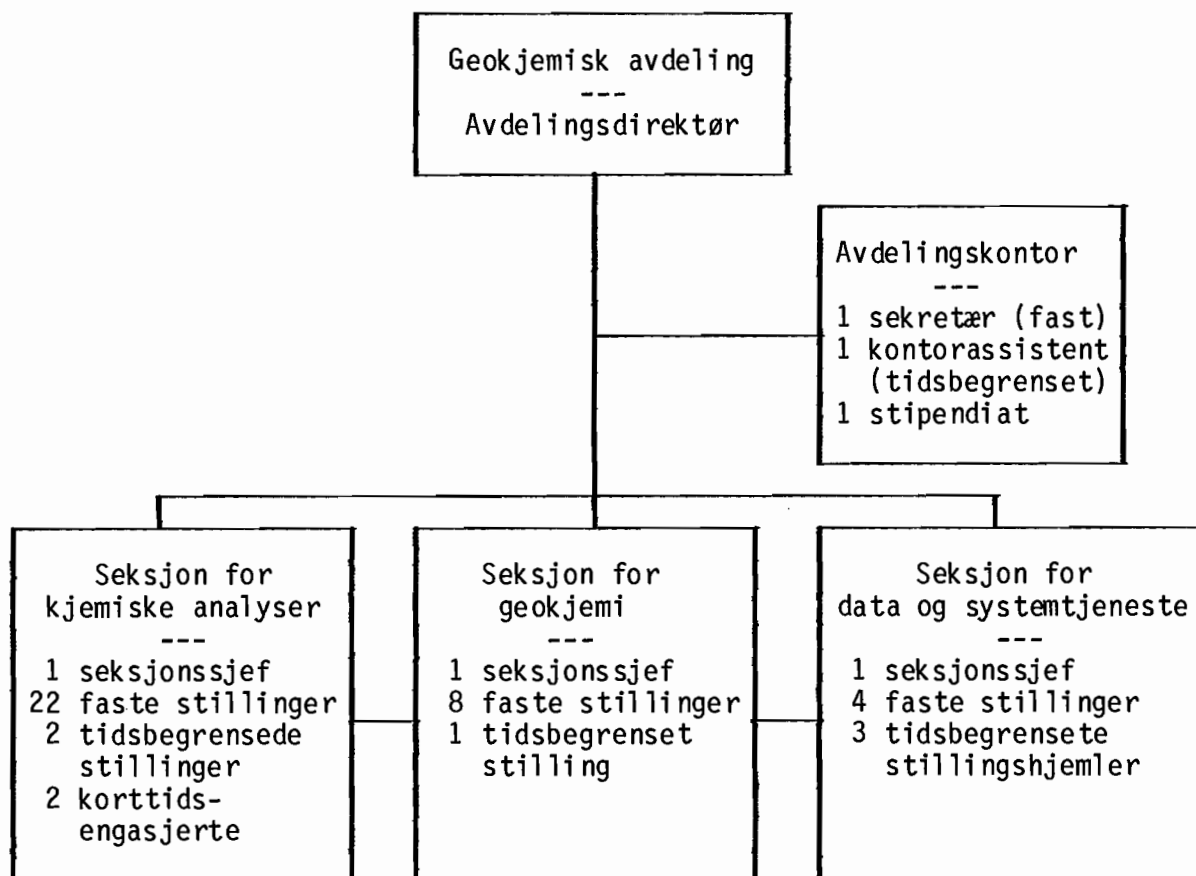 Geokjemisk avdeling
---
Avdelingsdirektør
Avdelingskontor
---
1 sekretær (fast)
1 kontorassistent
(tidsbegrenset)
1 stipendiat
Seksjon for
kjemiske analyser
---
1 seksjonssjef
22 faste stillinger
2 tidsbegrensede
stillinger
2 korttids-
engasjerte
Seksjon for
geokjemi
---
1 seksjonssjef
8 faste stillinger
1 tidsbegrenset
stilling
Seksjon for
data og systemtjeneste
---
1 seksjonssjef
4 faste stillinger
3 tidsbegrensete
stillingshjemler